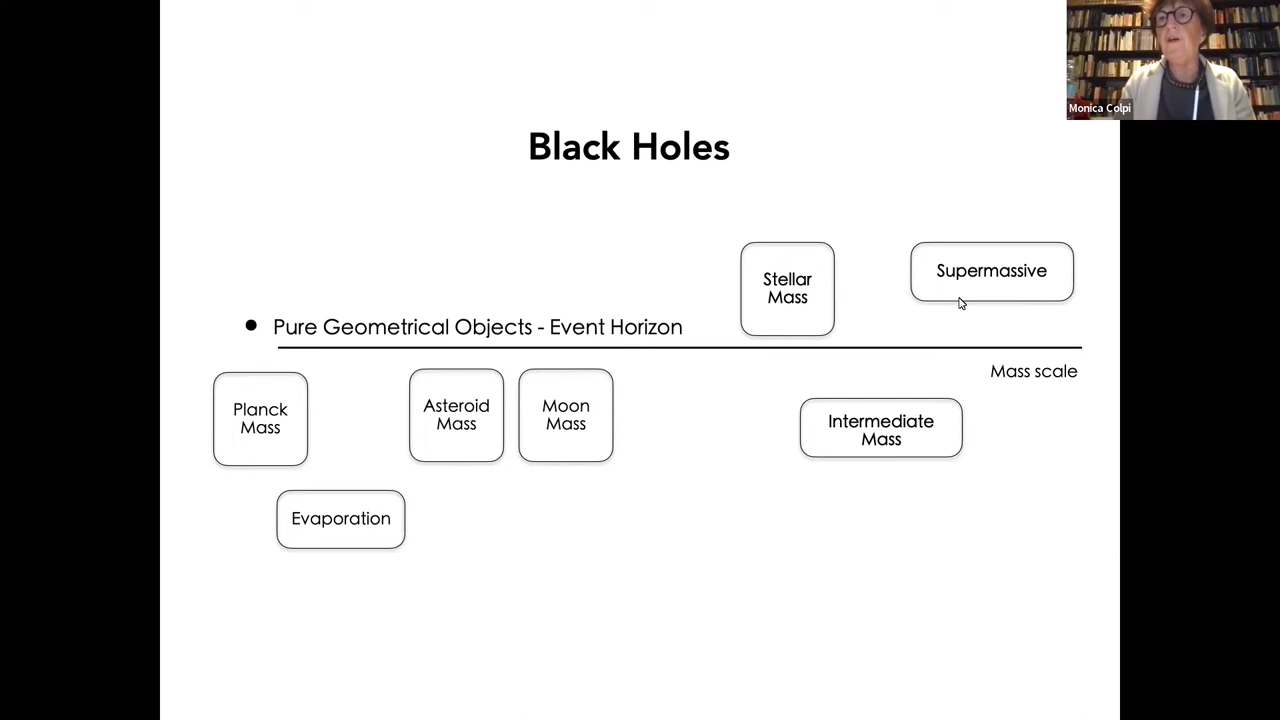 Monica Colpi
Black Holes
Stellar
Mass
Supermassive
• Pure Geometrical Objects - Event Horizon
Mass scale
Planck
Mass
Asteroid
Mass
Moon
Mass
Intermediate
Mass
Evaporation